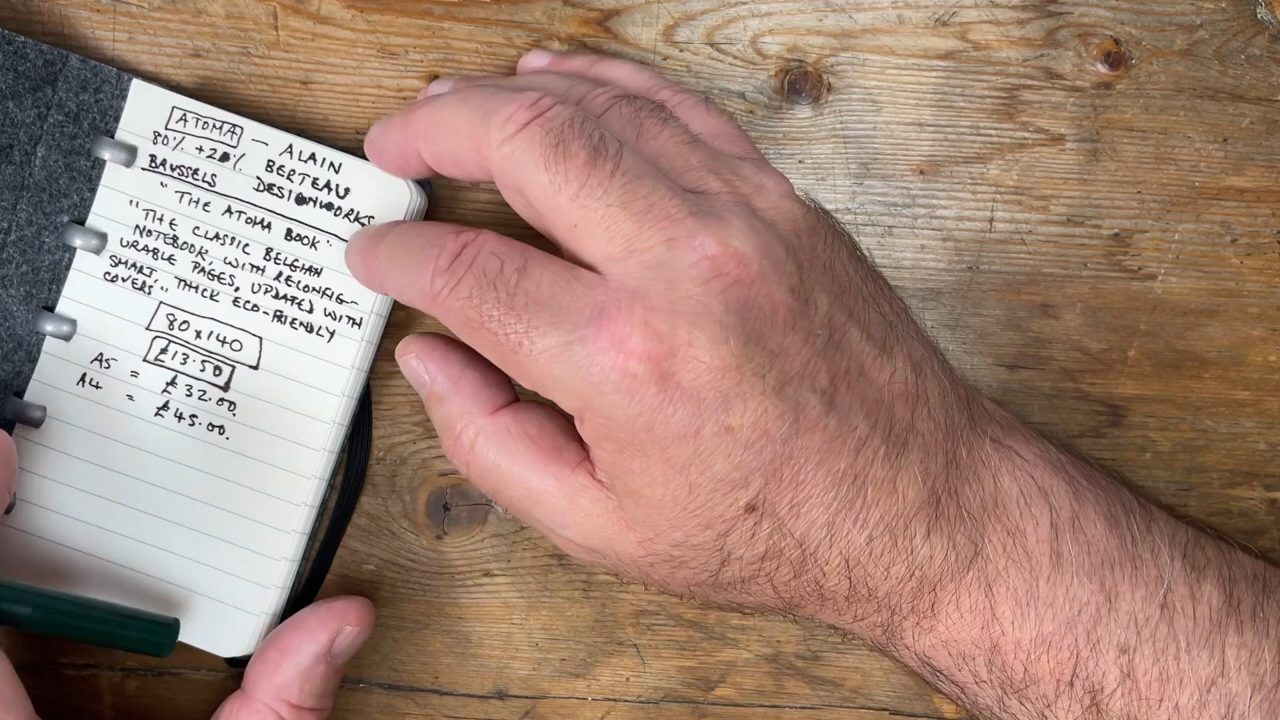 ATOMA — ALAIN
80% +20% BERTEAU
BRUSSELS DESIGNWORKS
"THE ATOMA BOOK".
"THE CLASSIC BELGIAN
NOTEBOOK, WITH RECONFIG-
URABLE PAGES, UPDATED WITH
SMART.. THICK ECO-FRIENDLY
COVERS"
80 x 140
£13.50
A5 = £32.00.
A4 = £45.00.